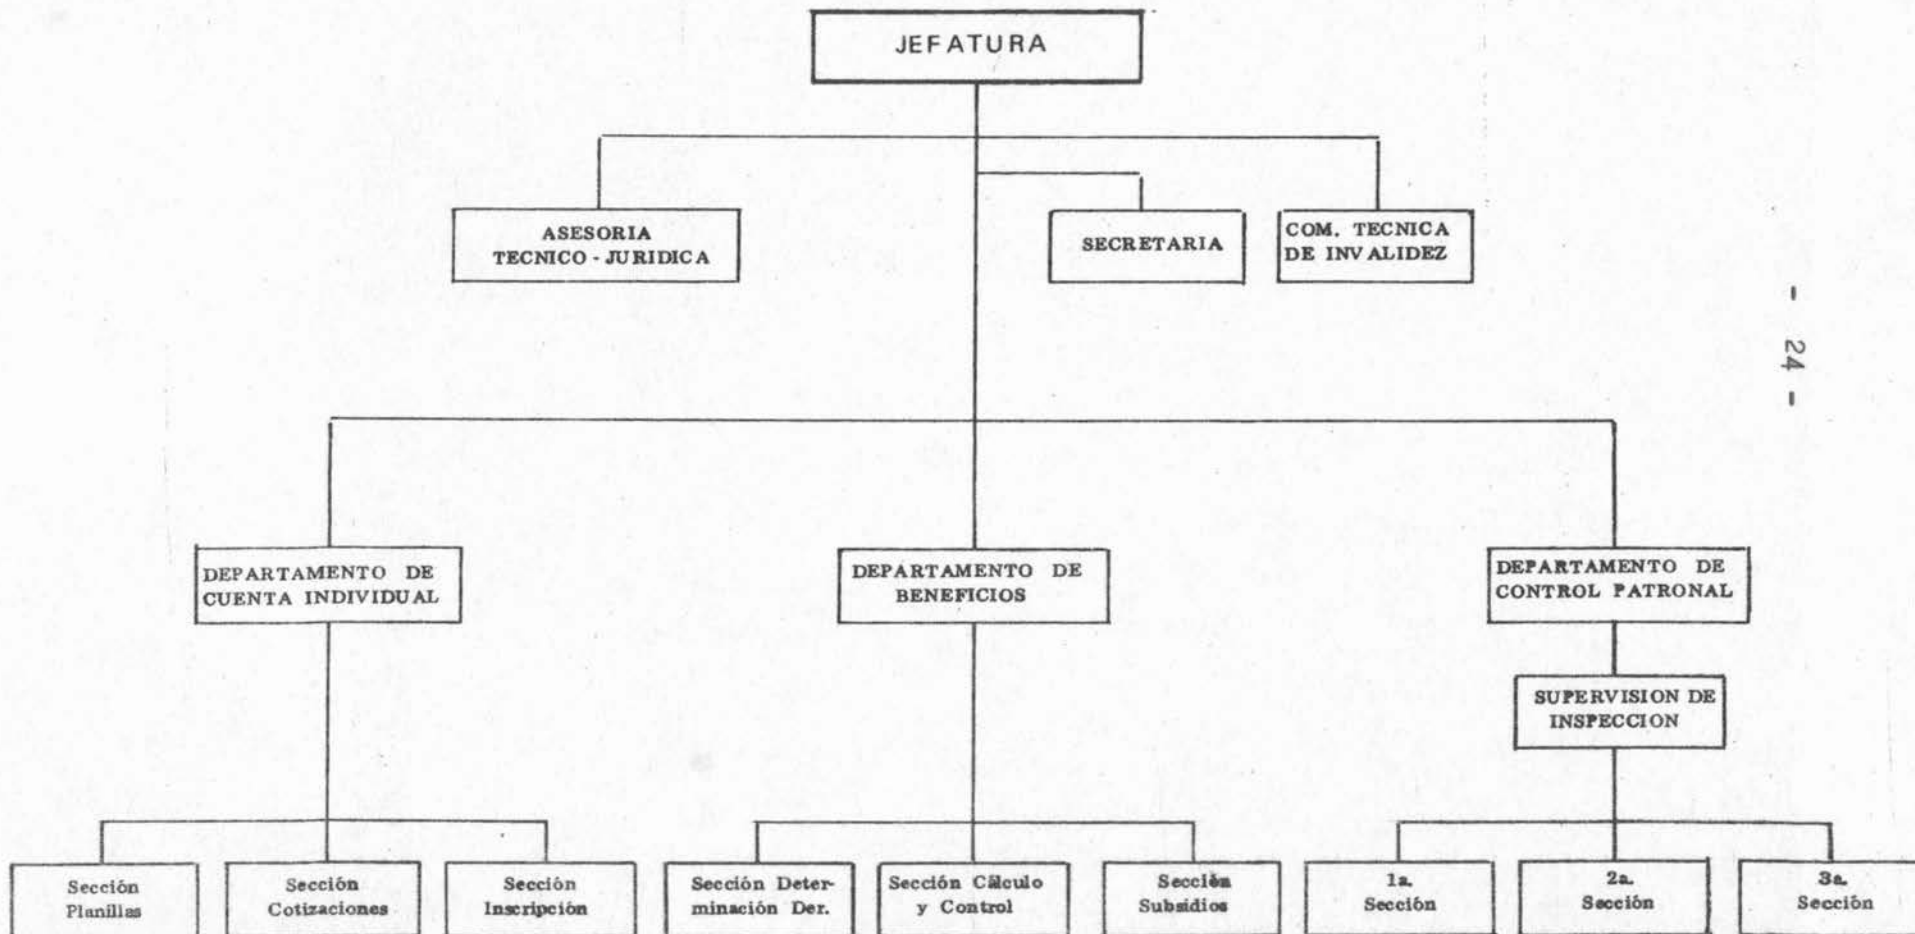 JEFATURA
ASESORIA
TECNICO - JURIDICA
SECRETARIA
COM. TECNICA
DE INVALIDEZ
- 24 -
DEPARTAMENTO DE
CUENTA INDIVIDUAL
DEPARTAMENTO DE
BENEFICIOS
DEPARTAMENTO DE
CONTROL PATRONAL
SUPERVISION DE
INSPECCION
Sección
Planillas
Sección
Cotizaciones
Sección
Inscripción
Sección Deter-
minación Der.
Sección Cálculo
y Control
Sección
Subsidios
1a.
Sección
2a.
Sección
3a.
Sección